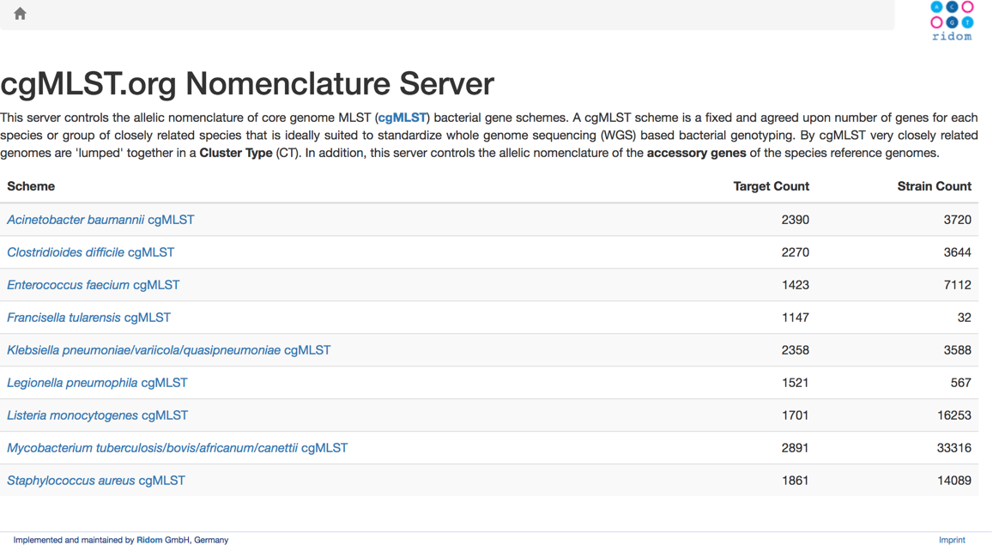 A C
G T
ridom
cgMLST.org Nomenclature Server
This server controls the allelic nomenclature of core genome MLST (cgMLST) bacterial gene schemes. A cgMLST scheme is a fixed and agreed upon number of genes for each
species or group of closely related species that is ideally suited to standardize whole genome sequencing (WGS) based bacterial genotyping. By cgMLST very closely related
genomes are 'lumped' together in a Cluster Type (CT). In addition, this server controls the allelic nomenclature of the accessory genes of the species reference genomes.
Scheme Target Count Strain Count
Acinetobacter baumannii cgMLST 2390 3720
Clostridioides difficile cgMLST 2270 3644
Enterococcus faecium cgMLST 1423 7112
Francisella tularensis cgMLST 1147 32
Klebsiella pneumoniae/variicola/quasipneumoniae cgMLST 2358 3588
Legionella pneumophila cgMLST 1521 567
Listeria monocytogenes cgMLST 1701 16253
Mycobacterium tuberculosis/bovis/africanum/canettii cgMLST 2891 33316
Staphylococcus aureus cgMLST 1861 14089
Implemented and maintained by Ridom GmbH, Germany Imprint